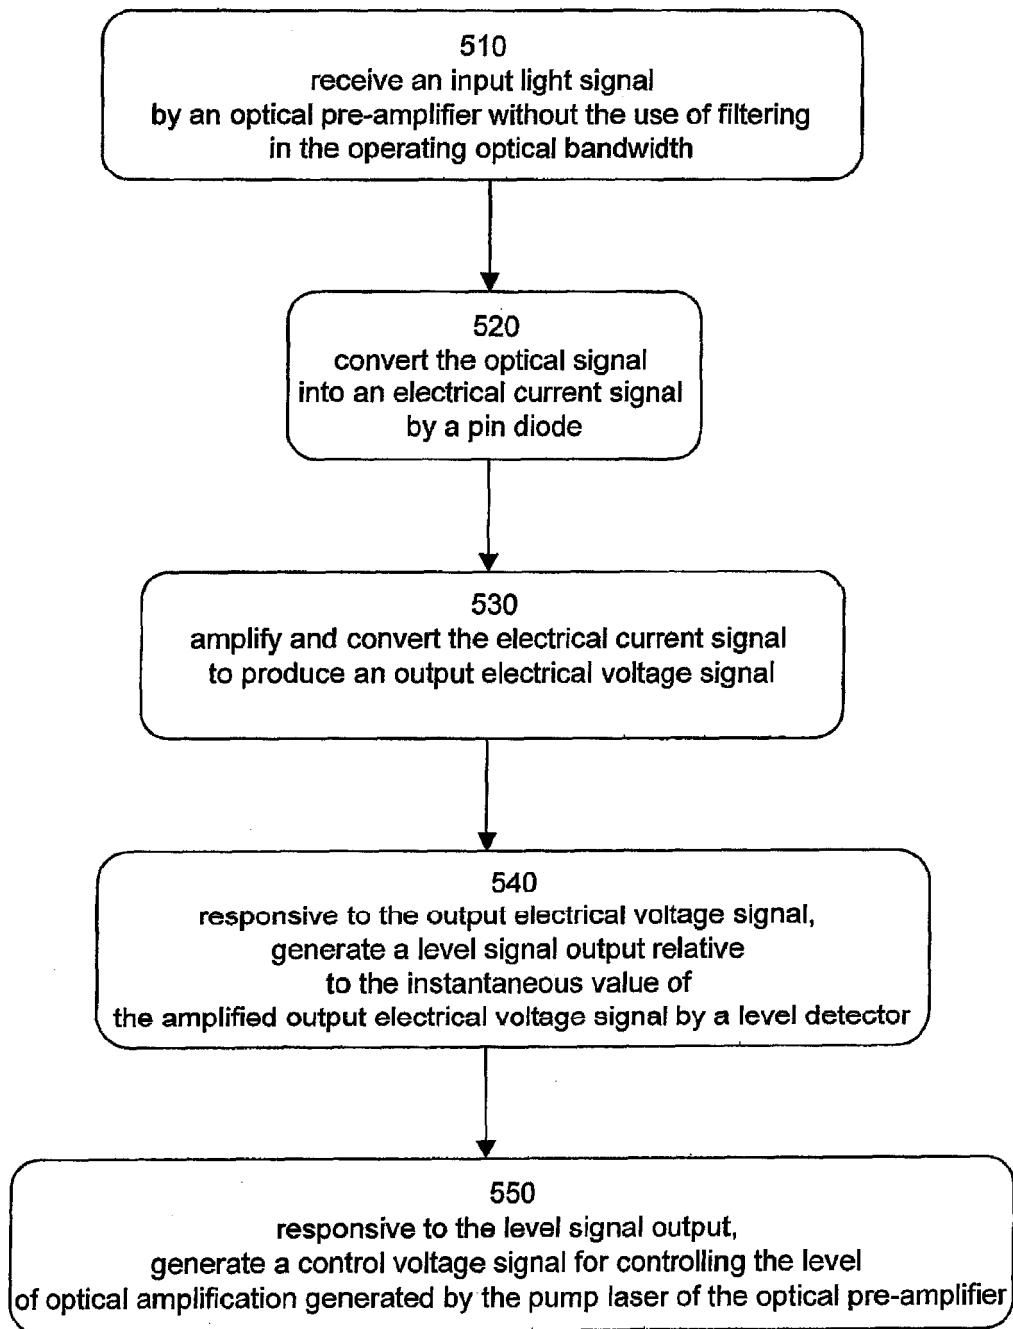 510
receive an input light signal
by an optical pre-amplifier without the use of filtering
in the operating optical bandwidth
520
convert the optical signal
into an electrical current signal
by a pin diode
530
amplify and convert the electrical current signal
to produce an output electrical voltage signal
540
responsive to the output electrical voltage signal,
generate a level signal output relative
to the instantaneous value of
the amplified output electrical voltage signal by a level detector
550
responsive to the level signal output,
generate a control voltage signal for controlling the level
of optical amplification generated by the pump laser of the optical pre-amplifier